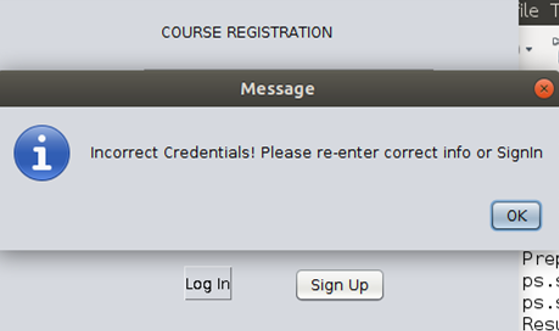 COURSE REGISTRATION
ile T
Message
Incorrect Credentials! Please re-enter correct info or SignIn
OK
Log In
Sign Up
Prep
ps.s
ps.s
Resu